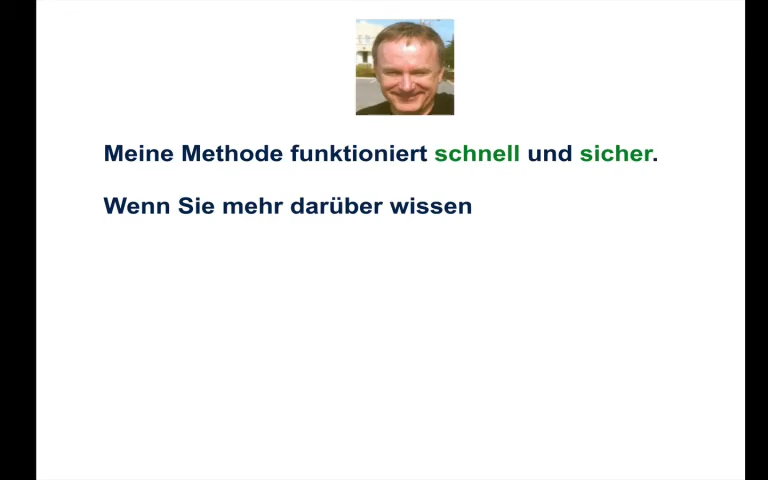 Meine Methode funktioniert schnell und sicher.
Wenn Sie mehr darüber wissen